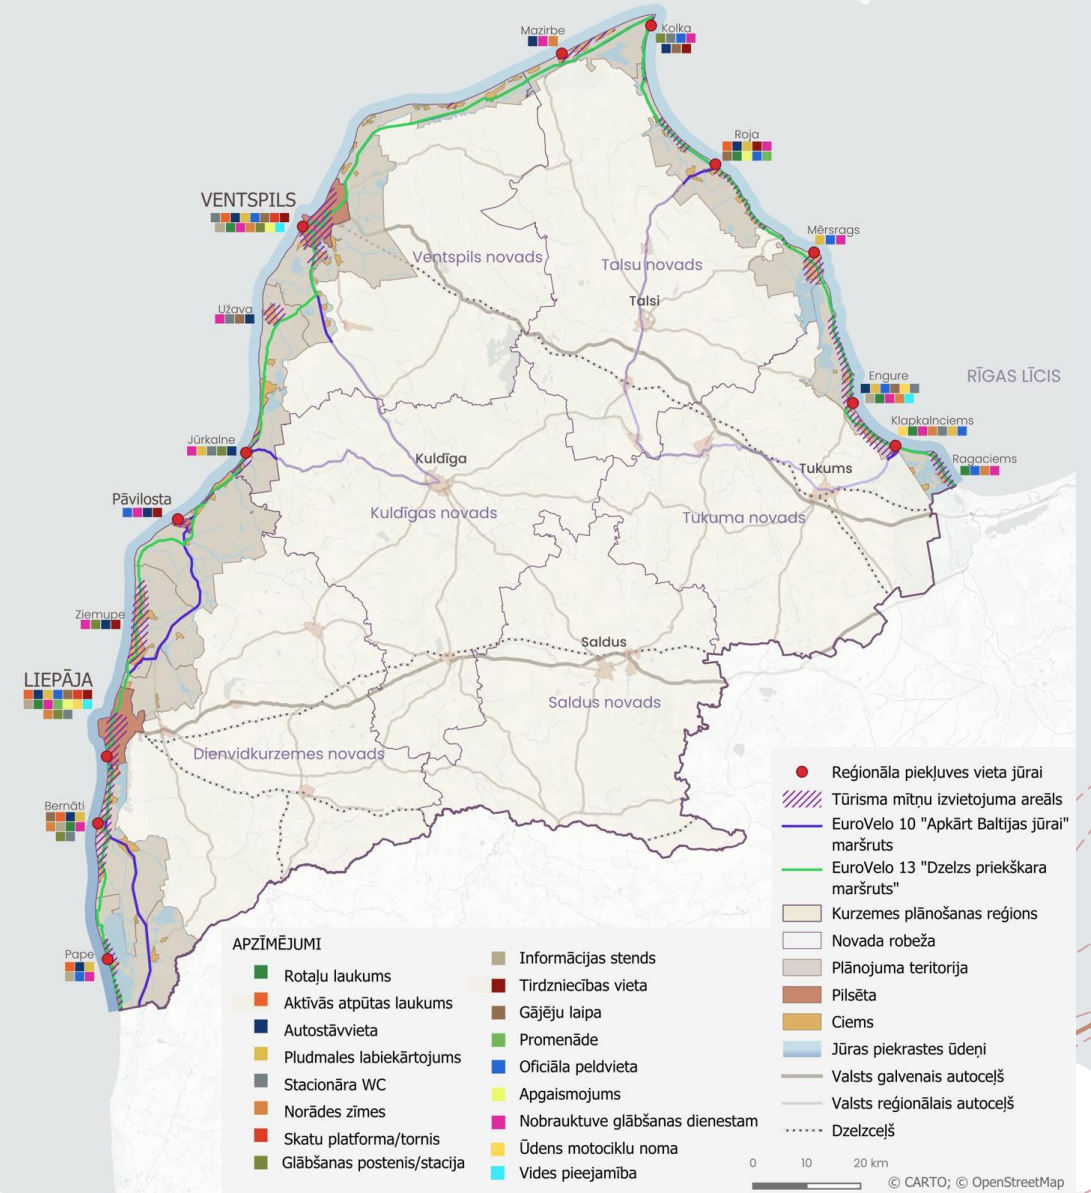 Mazirbe
Kolka
Roja
VENTSPILS
Mērsrags
Ventspils novads
Talsu novads
Talsi
Užava
Engure
RĪGAS LĪCIS
Klapkalnciems
Jūrkalne
Kuldīga
Ragaciems
Tukums
Pāvilosta
Kuldīgas novads
Tukuma novads
Ziemupe
Saldus
LIEPĀJA
Saldus novads
Dienvidkurzemes novads
Bernāti
Pape
Reģionāla piekļuves vieta jūrai
Tūrisma mītņu izvietojuma areāls
EuroVelo 10 "Apkārt Baltijas jūrai"
maršruts
EuroVelo 13 "Dzelzs priekškara
maršruts"
Kurzemes plānošanas reģions
Novada robeža
Plānojuma teritorija
Pilsēta
Ciems
Jūras piekrastes ūdeņi
Valsts galvenais autoceļš
Valsts reģionālais autoceļš
Dzelzceļš
APZĪMĒJUMI
Rotaļu laukums
Aktīvās atpūtas laukums
Autostāvvieta
Pludmales labiekārtojums
Stacionāra WC
Norādes zīmes
Skatu platforma/tornis
Glābšanas postenis/stacija
Informācijas stends
Tirdzniecības vieta
Gājēju laipa
Promenāde
Oficiāla peldvieta
Apgaismojums
Nobrauktuve glābšanas dienestam
Ūdens motociklu noma
Vides pieejamība
0 10 20 km
© CARTO; © OpenStreetMap